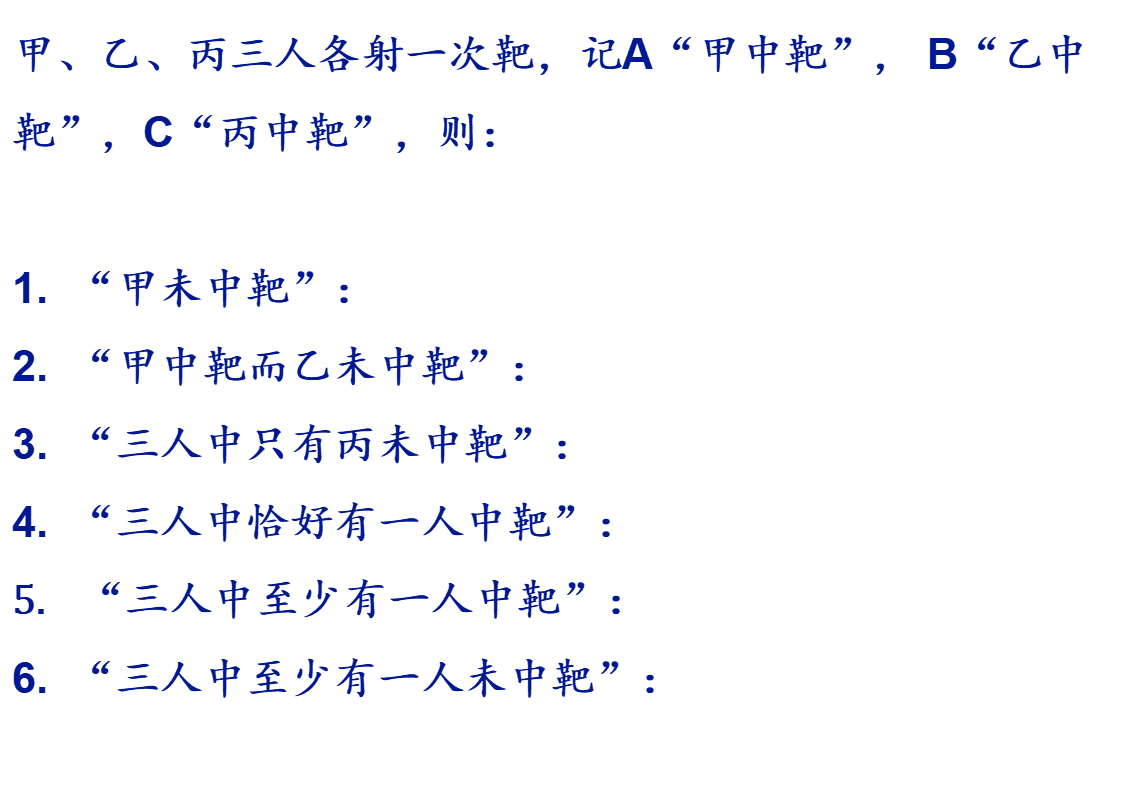 甲、乙、丙三人各射一次靶，记A“甲中靶”， B“乙中
靶”，C“丙中靶”，则：
1. “甲未中靶”：
2. “甲中靶而乙未中靶”：
3. “三人中只有丙未中靶”：
4. “三人中恰好有一人中靶”：
5. “三人中至少有一人中靶”：
6. “三人中至少有一人未中靶”：